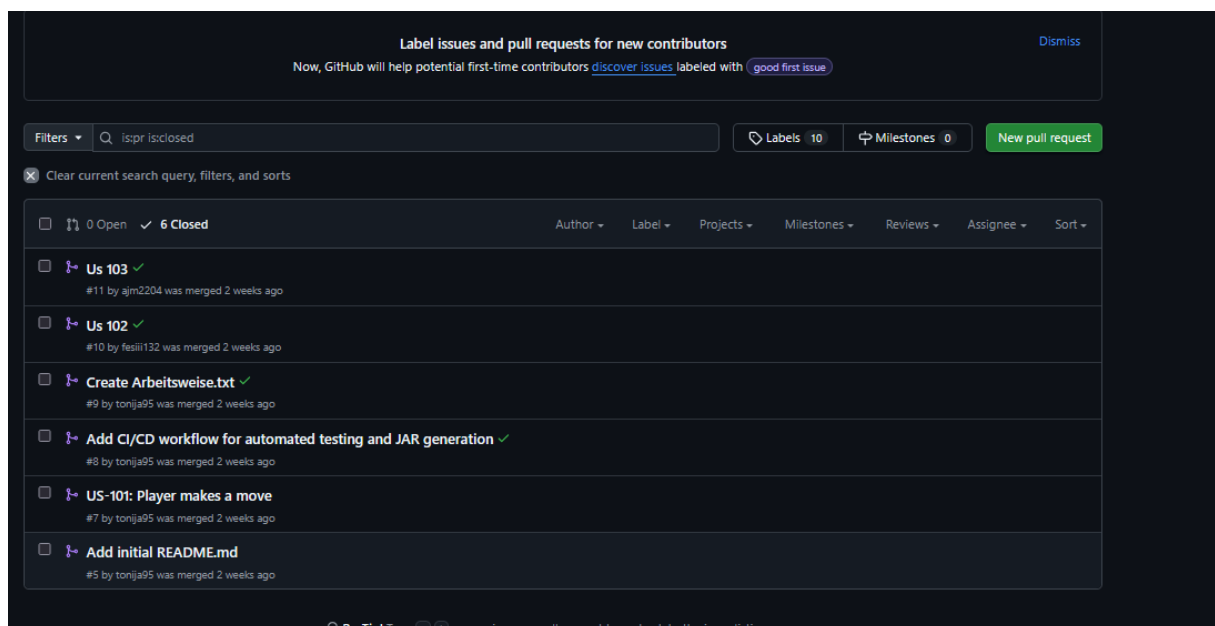 Label issues and pull requests for new contributors
Dismiss
Now, GitHub will help potential first-time contributors discover issues labeled with good first issue
Filters
is:pr is:closed
Labels 10
Milestones 0
New pull request
Clear current search query, filters, and sorts
0 Open 6 Closed
Author Label Projects Milestones Reviews Assignee Sort
Us 103
#11 by ajm2204 was merged 2 weeks ago
Us 102
#10 by fesiii132 was merged 2 weeks ago
Create Arbeitsweise.txt
#9 by tonija95 was merged 2 weeks ago
Add CI/CD workflow for automated testing and JAR generation
#8 by tonija95 was merged 2 weeks ago
US-101: Player makes a move
#7 by tonija95 was merged 2 weeks ago
Add initial README.md
#5 by tonija95 was merged 2 weeks ago